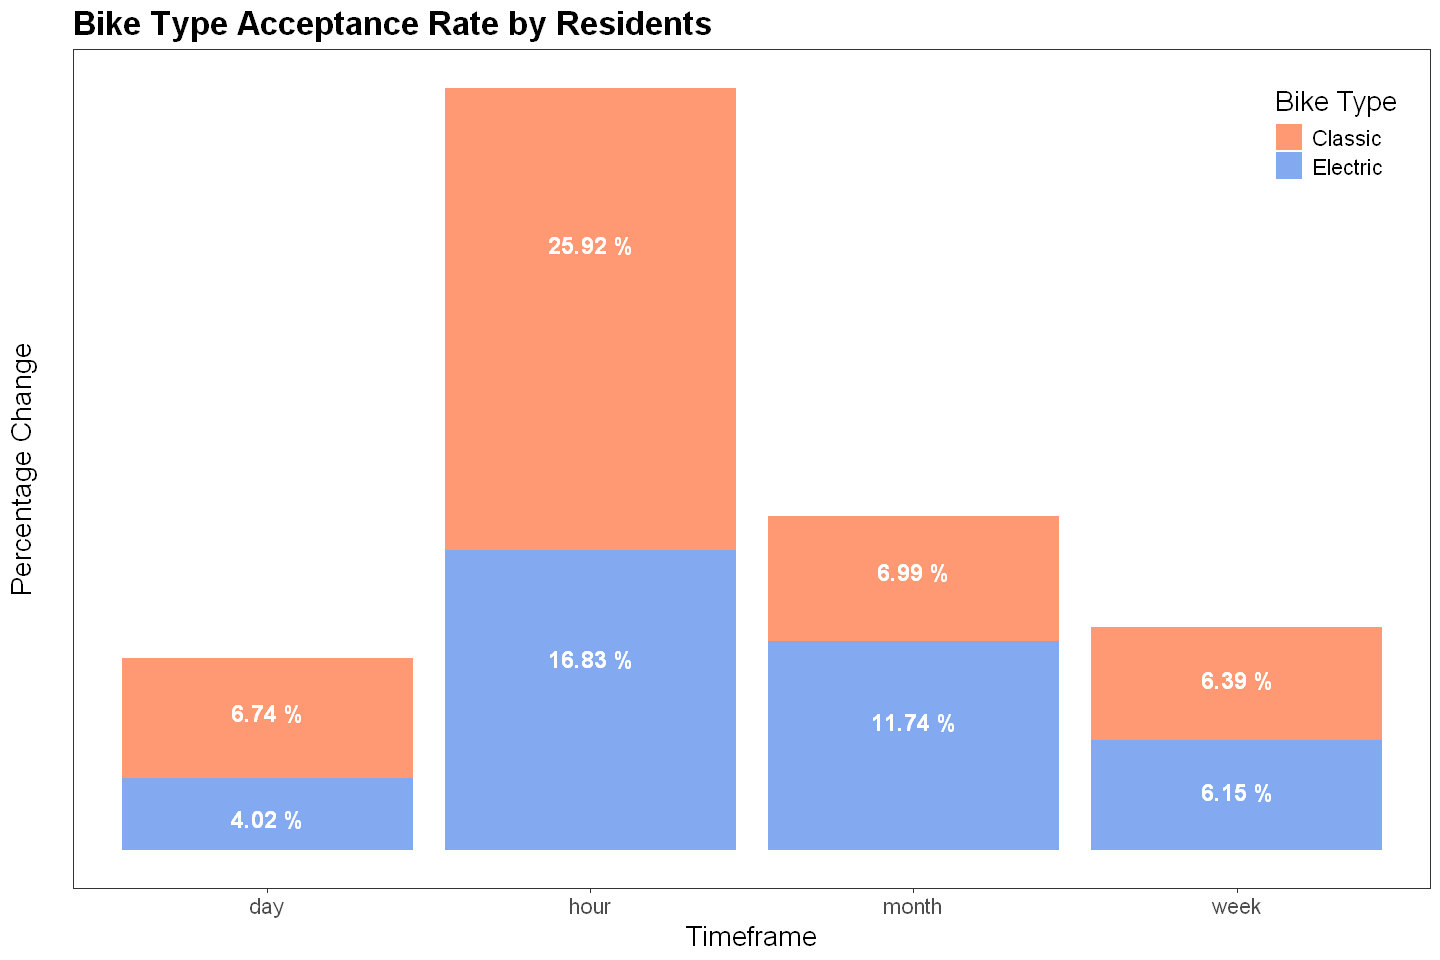 Bike Type Acceptance Rate by Residents
Bike Type
Classic
Electric
Percentage Change
25.92 %
16.83 %
6.99 %
11.74 %
6.74 %
4.02 %
6.39 %
6.15 %
day
hour
month
week
Timeframe